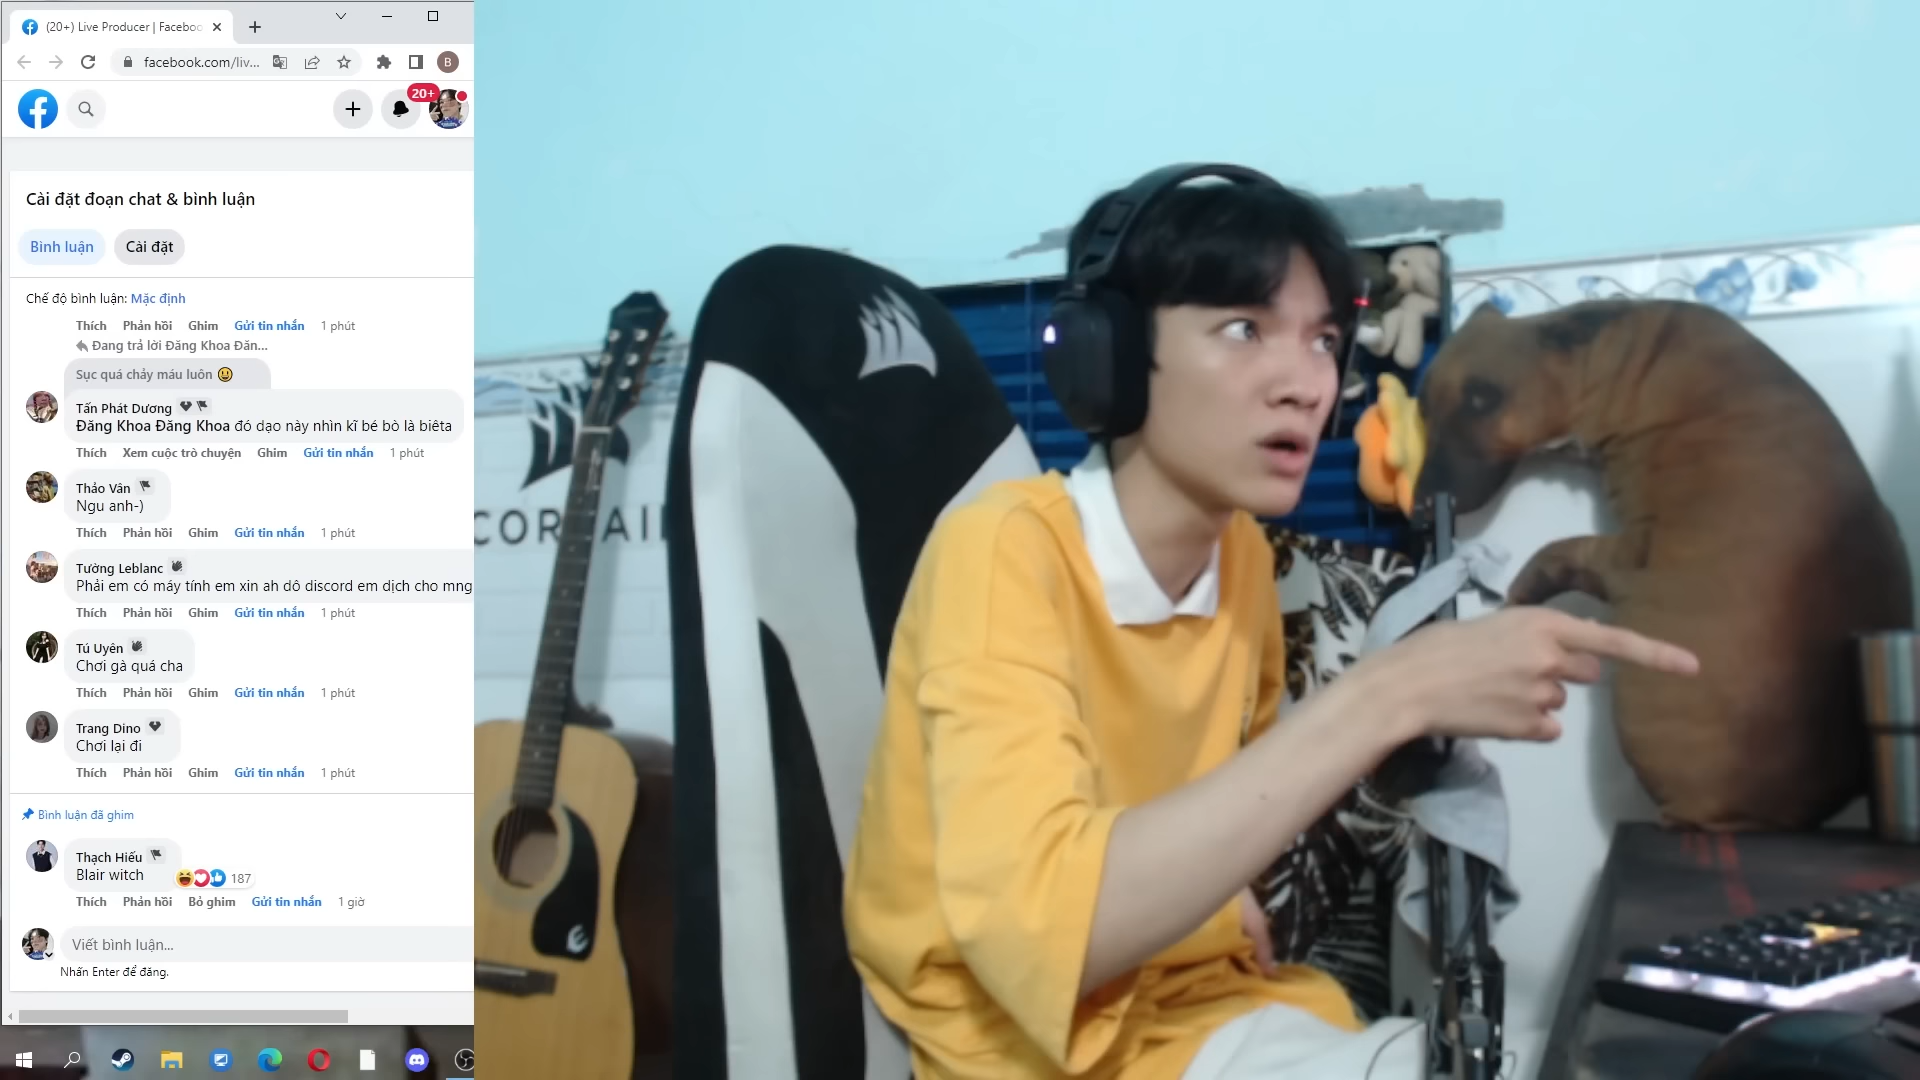 (20+) Live Producer | Faceboo
facebook.com/liv...
B
20+
Cài đặt đoạn chat & bình luận
Bình luận
Cài đặt
Chế độ bình luận: Mặc định
Thích Phản hồi Ghim Gửi tin nhắn 1 phút
Đang trả lời Đăng Khoa Đăn...
Sục quá chảy máu luôn
Tấn Phát Dương
Đăng Khoa Đăng Khoa đó dạo này nhìn kĩ bé bò là biêta
Thích Xem cuộc trò chuyện Ghim Gửi tin nhắn 1 phút
Thảo Vân
Ngu anh-)
Thích Phản hồi Ghim Gửi tin nhắn 1 phút
Tường Leblanc
Phải em có máy tính em xin ah dô discord em dịch cho mng
Thích Phản hồi Ghim Gửi tin nhắn 1 phút
Tú Uyên
Chơi gà quá cha
Thích Phản hồi Ghim Gửi tin nhắn 1 phút
Trang Dino
Chơi lại đi
Thích Phản hồi Ghim Gửi tin nhắn 1 phút
Bình luận đã ghim
Thạch Hiếu
Blair witch
187
Thích Phản hồi Bỏ ghim Gửi tin nhắn 1 giờ
Viết bình luận...
Nhấn Enter để đăng.